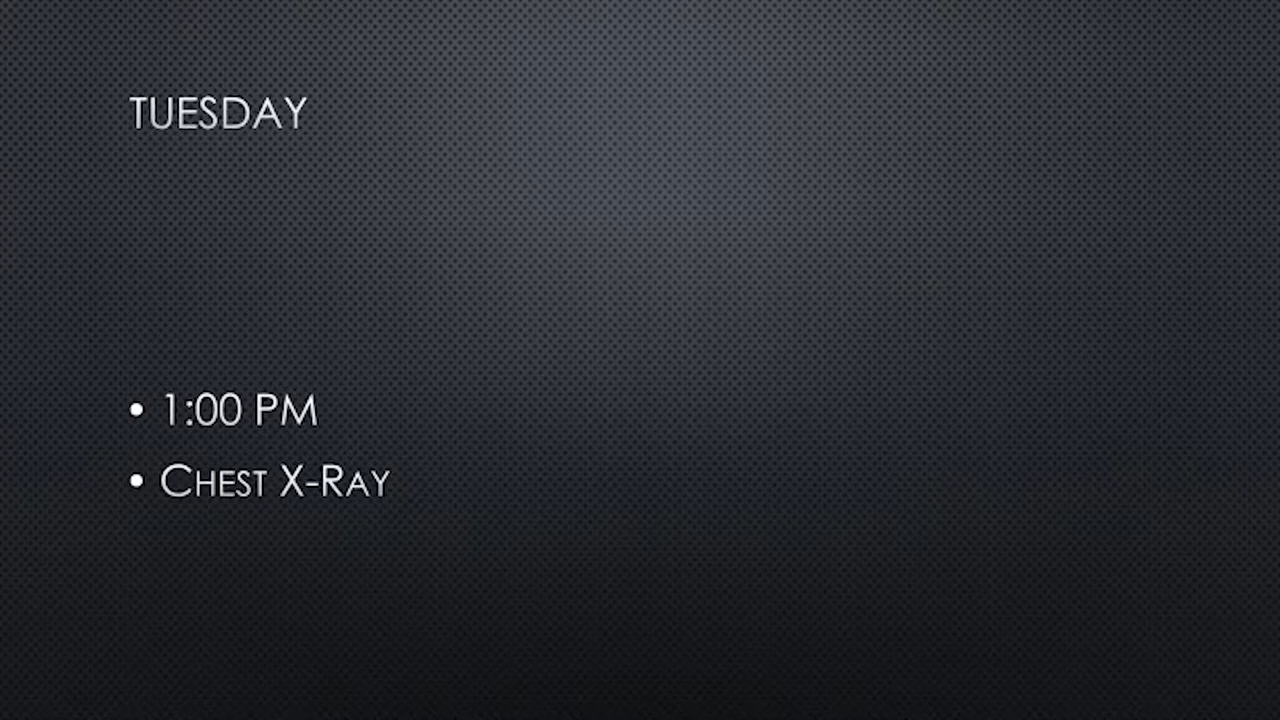 TUESDAY
• 1:00 PM
• Chest X-Ray